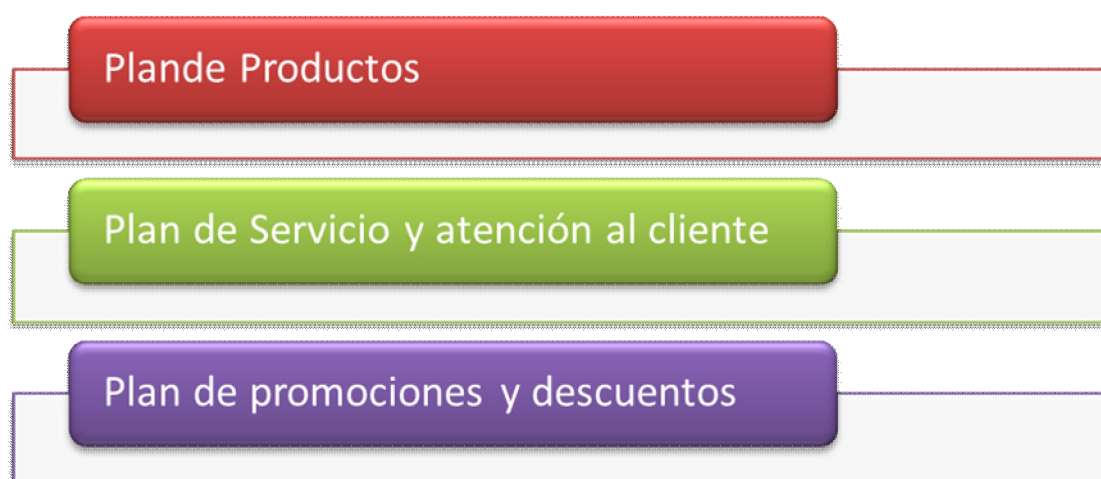 Plande Productos
Plan de Servicio y atención al cliente
Plan de promociones y descuentos